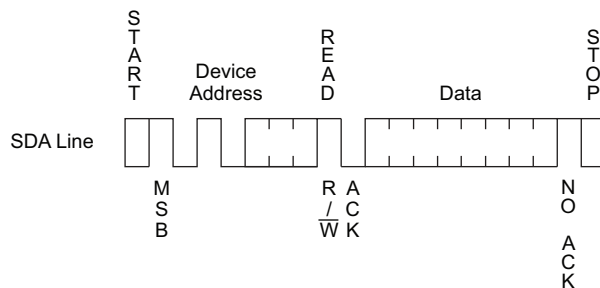 START
Device
Address
READ
Data
STOP
SDA Line
MSB
R/W
ACK
NO ACK